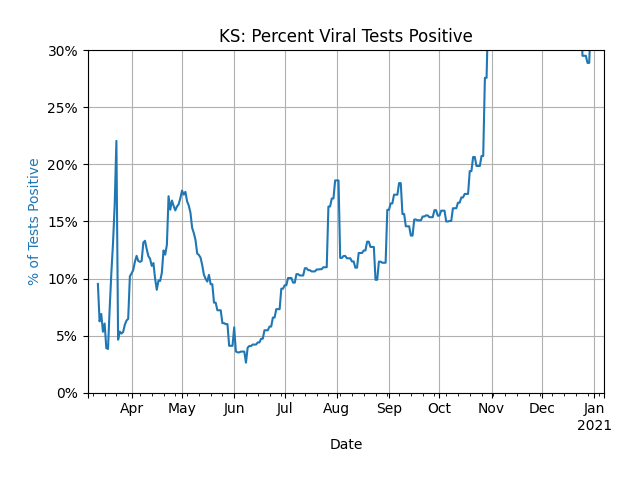 KS: Percent Viral Tests Positive
30%
25%
20%
15%
10%
5%
0%
% of Tests Positive
Apr May Jun Jul Aug Sep Oct Nov Dec Jan
2021
Date